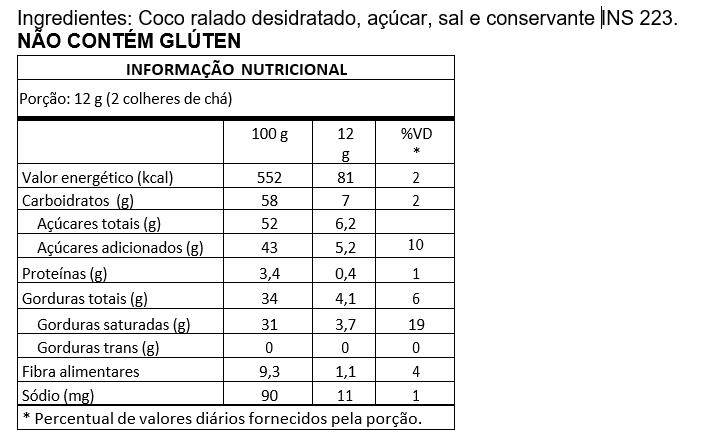 Ingredientes: Coco ralado desidratado, açúcar, sal e conservante INS 223.
NÃO CONTÉM GLÚTEN
INFORMAÇÃO NUTRICIONAL
Porção: 12 g (2 colheres de chá)
100 g 12 g %VD *
Valor energético (kcal) 552 81 2
Carboidratos (g) 58 7 2
Açúcares totais (g) 52 6,2
Açúcares adicionados (g) 43 5,2 10
Proteínas (g) 3,4 0,4 1
Gorduras totais (g) 34 4,1 6
Gorduras saturadas (g) 31 3,7 19
Gorduras trans (g) 0 0 0
Fibra alimentares 9,3 1,1 4
Sódio (mg) 90 11 1
* Percentual de valores diários fornecidos pela porção.